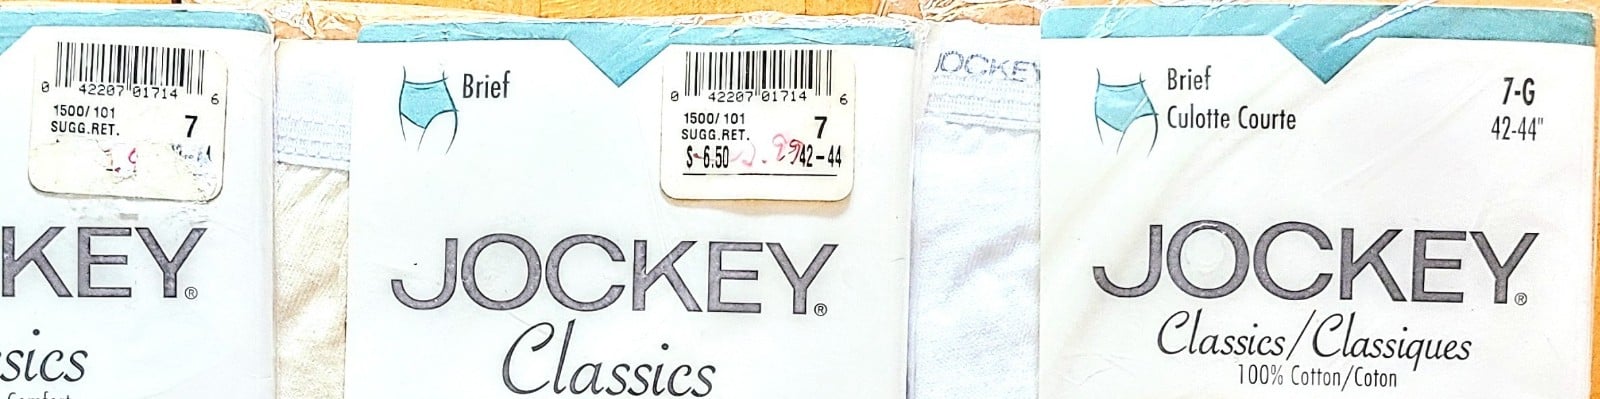 0 42207 01714 6
1500/101
SUGG.RET. 7
KEY®
sics
Comfort
Brief
0 42207 01714 6
1500/101
SUGG.RET. 7
$-6.50 42-44
JOCKEY®
Classics
JOCKEY
Brief
Culotte Courte
7-G
42-44"
JOCKEY®
Classics/Classiques
100% Cotton/Coton